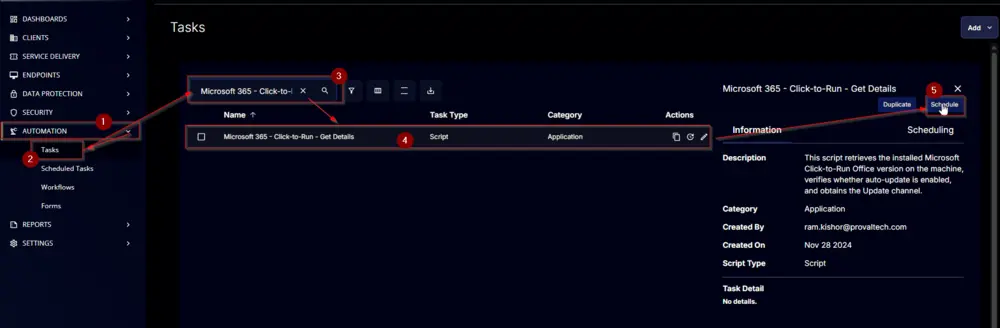 DASHBOARDS
CLIENTS
SERVICE DELIVERY
ENDPOINTS
DATA PROTECTION
SECURITY
1
AUTOMATION
2
Tasks
Scheduled Tasks
Workflows
Forms
REPORTS
SETTINGS
Tasks
Add
3
Microsoft 365 - Click-to-
Name
Task Type
Category
Actions
Microsoft 365 - Click-to-Run - Get Details
4
Script
Application
Microsoft 365 - Click-to-Run - Get Details
5
Duplicate
Schedule
Information
Scheduling
Description
This script retrieves the installed Microsoft
Click-to-Run Office version on the machine,
verifies whether auto-update is enabled,
and obtains the Update channel.
Category
Application
Created By
ram.kishor@provaltech.com
Created On
Nov 28 2024
Script Type
Script
Task Detail
No details.